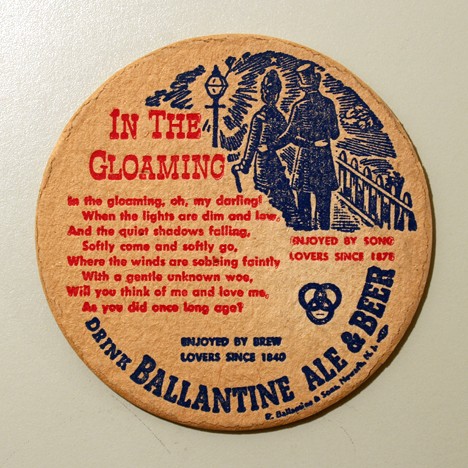 IN THE
GLOAMING
In the gloaming, oh, my darling!
When the lights are dim and low,
And the quiet shadows falling,
Softly come and softly go,
Where the winds are sobbing faintly
With a gentle unknown woe,
Will you think of me and love me,
As you did once long ago?
ENJOYED BY SONG
LOVERS SINCE 1878
ENJOYED BY BREW
LOVERS SINCE 1840
DRINK BALLANTINE ALE & BEER
P. Ballantine & Sons, Newark, N. J.